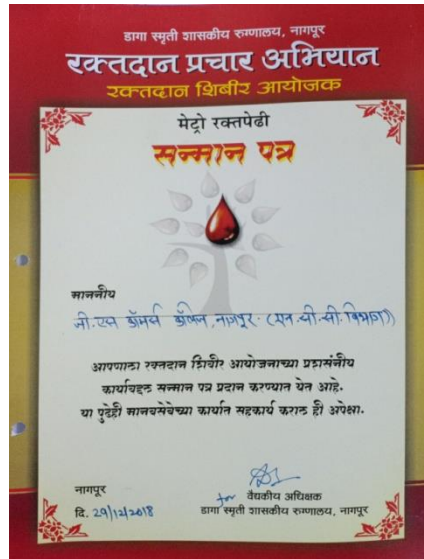 डागा स्मृती शासकीय रुग्णालय, नागपूर
रक्तदान प्रचार अभियान
रक्तदान शिबीर आयोजक
मेट्रो रक्तपेढी
सन्मान पत्र
माननीय
जी.एस कॉमर्स कॉलेज, नागपूर. (एन.सी.सी.विभाग)
आपणाला रक्तदान शिबीर आयोजनाच्या प्रशंसनीय
कार्याबद्दल सन्मान पत्र प्रदान करण्यात येत आहे.
या पुढेही मानवसेवेच्या कार्यात सहकार्य कराल ही अपेक्षा.
नागपूर
दि. 29/12/2018
for वैद्यकीय अधिक्षक
डागा स्मृती शासकीय रुग्णालय, नागपूर